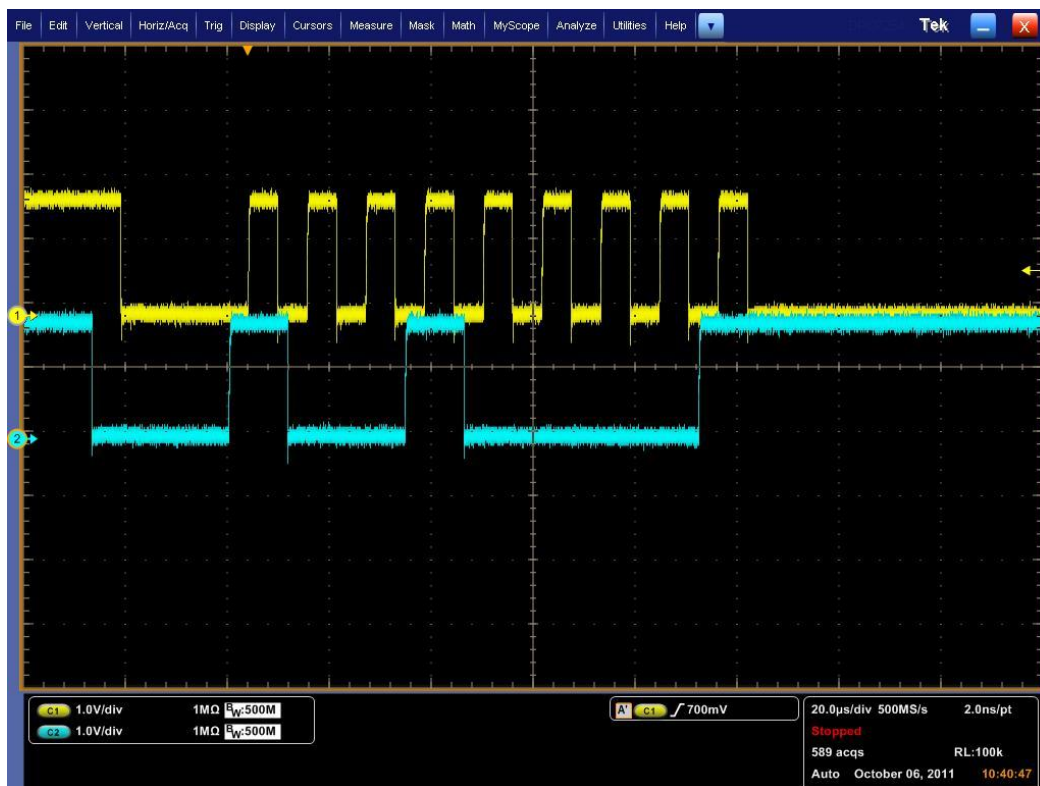 File Edit Vertical Horiz/Acq Trig Display Cursors Measure Mask Math MyScope Analyze Utilities Help Tek X
1
2
C1 1.0V/div 1MΩ BW:500M
C2 1.0V/div 1MΩ BW:500M
A' C1 700mV
20.0µs/div 500MS/s 2.0ns/pt
Stopped
589 acqs RL:100k
Auto October 06, 2011 10:40:47